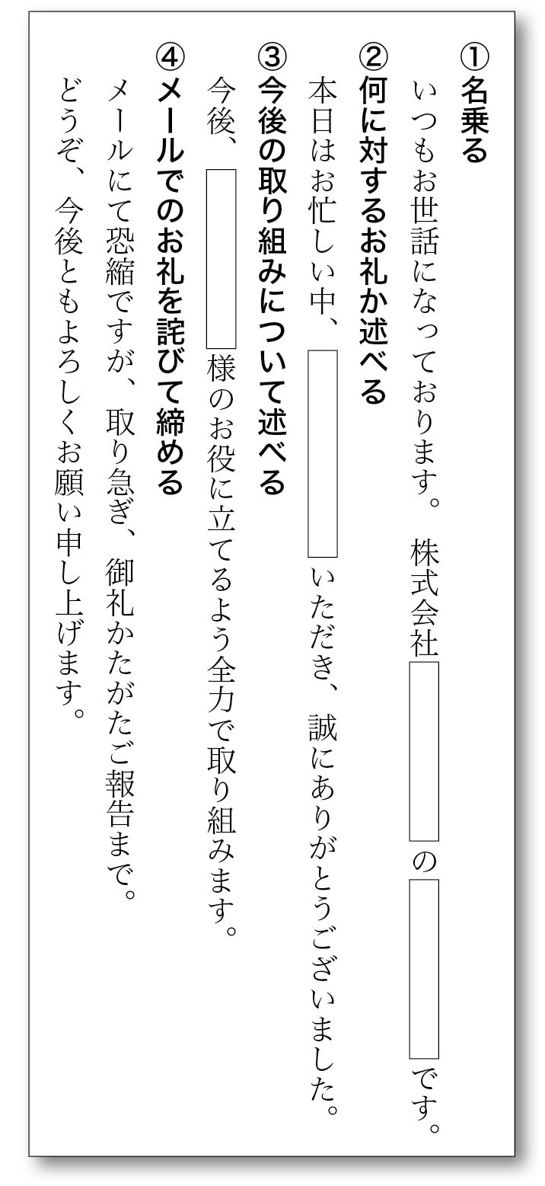 ①名乗る
いつもお世話になっております。 株式会社 の です。
②何に対するお礼か述べる
本日はお忙しい中、 いただき、誠にありがとうございました。
③今後の取り組みについて述べる
今後、 様のお役に立てるよう全力で取り組みます。
④メールでのお礼を詫びて締める
メールにて恐縮ですが、取り急ぎ、御礼かたがたご報告まで。
どうぞ、今後ともよろしくお願い申し上げます。